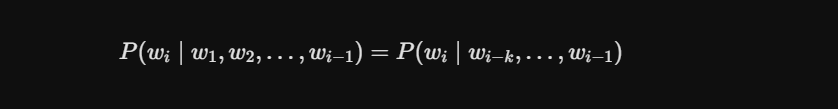 P(w_i | w_1, w_2, …, w_{i−1}) = P(w_i | w_{i−k}, …, w_{i−1})